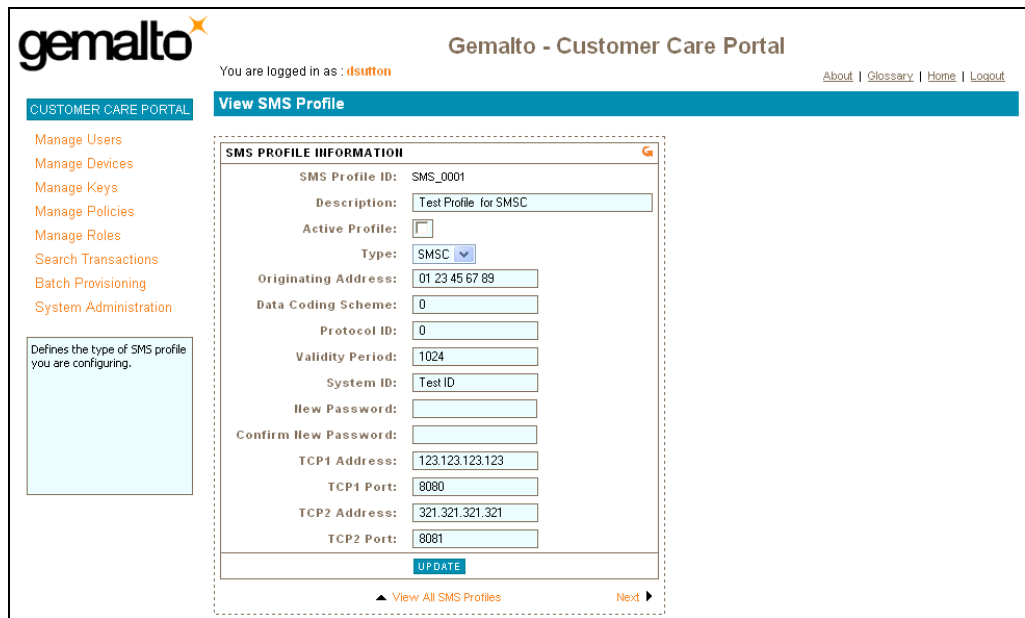 gemalto
Gemalto - Customer Care Portal
You are logged in as : dsutton
About | Glossary | Home | Logout
CUSTOMER CARE PORTAL
View SMS Profile
Manage Users
Manage Devices
Manage Keys
Manage Policies
Manage Roles
Search Transactions
Batch Provisioning
System Administration
Defines the type of SMS profile
you are configuring.
SMS PROFILE INFORMATION
SMS Profile ID: SMS_0001
Description: Test Profile for SMSC
Active Profile:
Type: SMSC
Originating Address: 01 23 45 67 89
Data Coding Scheme: 0
Protocol ID: 0
Validity Period: 1024
System ID: Test ID
New Password:
Confirm New Password:
TCP1 Address: 123.123.123.123
TCP1 Port: 8080
TCP2 Address: 321.321.321.321
TCP2 Port: 8081
UPDATE
View All SMS Profiles
Next